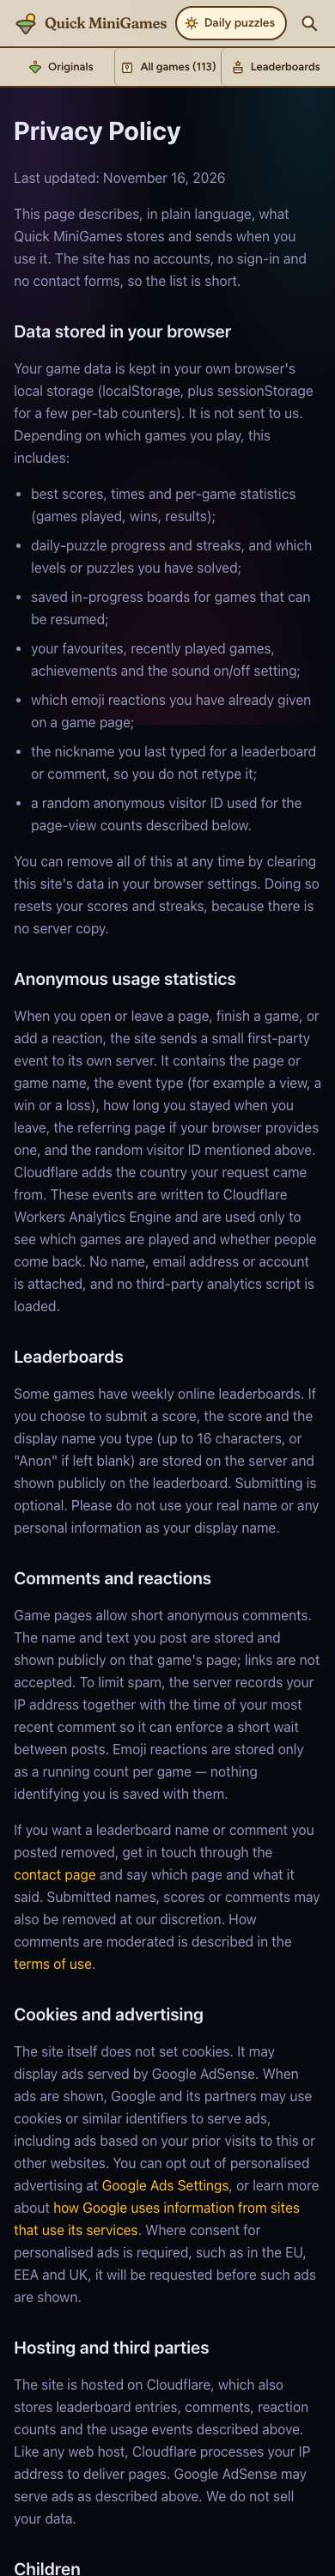 Quick MiniGames
Daily puzzles
Originals
All games (113)
Leaderboards
Privacy Policy
Last updated: November 16, 2026
This page describes, in plain language, what
Quick MiniGames stores and sends when you
use it. The site has no accounts, no sign-in and
no contact forms, so the list is short.
Data stored in your browser
Your game data is kept in your own browser's
local storage (localStorage, plus sessionStorage
for a few per-tab counters). It is not sent to us.
Depending on which games you play, this
includes:
• best scores, times and per-game statistics
(games played, wins, results);
• daily-puzzle progress and streaks, and which
levels or puzzles you have solved;
• saved in-progress boards for games that can
be resumed;
• your favourites, recently played games,
achievements and the sound on/off setting;
• which emoji reactions you have already given
on a game page;
• the nickname you last typed for a leaderboard
or comment, so you do not retype it;
• a random anonymous visitor ID used for the
page-view counts described below.
You can remove all of this at any time by clearing
this site's data in your browser settings. Doing so
resets your scores and streaks, because there is
no server copy.
Anonymous usage statistics
When you open or leave a page, finish a game, or
add a reaction, the site sends a small first-party
event to its own server. It contains the page or
game name, the event type (for example a view, a
win or a loss), how long you stayed when you
leave, the referring page if your browser provides
one, and the random visitor ID mentioned above.
Cloudflare adds the country your request came
from. These events are written to Cloudflare
Workers Analytics Engine and are used only to
see which games are played and whether people
come back. No name, email address or account
is attached, and no third-party analytics script is
loaded.
Leaderboards
Some games have weekly online leaderboards. If
you choose to submit a score, the score and the
display name you type (up to 16 characters, or
"Anon" if left blank) are stored on the server and
shown publicly on the leaderboard. Submitting is
optional. Please do not use your real name or any
personal information as your display name.
Comments and reactions
Game pages allow short anonymous comments.
The name and text you post are stored and
shown publicly on that game's page; links are not
accepted. To limit spam, the server records your
IP address together with the time of your most
recent comment so it can enforce a short wait
between posts. Emoji reactions are stored only
as a running count per game — nothing
identifying you is saved with them.
If you want a leaderboard name or comment you
posted removed, get in touch through the
contact page and say which page and what it
said. Submitted names, scores or comments may
also be removed at our discretion. How
comments are moderated is described in the
terms of use.
Cookies and advertising
The site itself does not set cookies. It may
display ads served by Google AdSense. When
ads are shown, Google and its partners may use
cookies or similar identifiers to serve ads,
including ads based on your prior visits to this or
other websites. You can opt out of personalised
advertising at Google Ads Settings, or learn more
about how Google uses information from sites
that use its services. Where consent for
personalised ads is required, such as in the EU,
EEA and UK, it will be requested before such ads
are shown.
Hosting and third parties
The site is hosted on Cloudflare, which also
stores leaderboard entries, comments, reaction
counts and the usage events described above.
Like any web host, Cloudflare processes your IP
address to deliver pages. Google AdSense may
serve ads as described above. We do not sell
your data.
Children